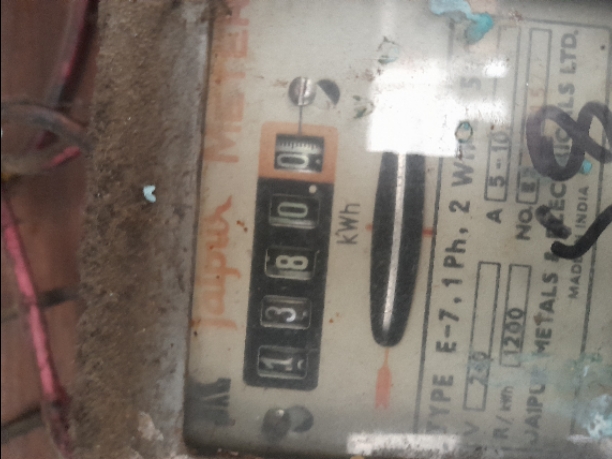 Jaipur METER
1 3 8 0 0
kWh
TYPE E-7, 1 Ph, 2 W
V 240 A 5-10
R/kWh 1200 NO.
JAIPUR METALS & ELECTRICALS LTD.
MADE IN INDIA